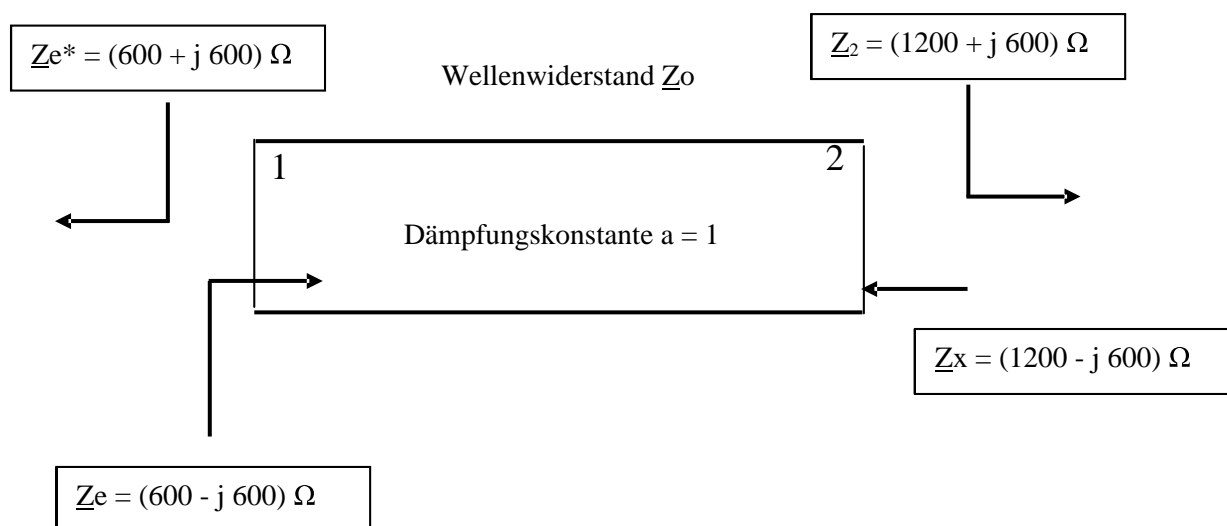 Ze* = (600 + j 600) Ω
Z₂ = (1200 + j 600) Ω
Wellenwiderstand Zo
1
2
Dämpfungskonstante a = 1
Zx = (1200 - j 600) Ω
Ze = (600 - j 600) Ω